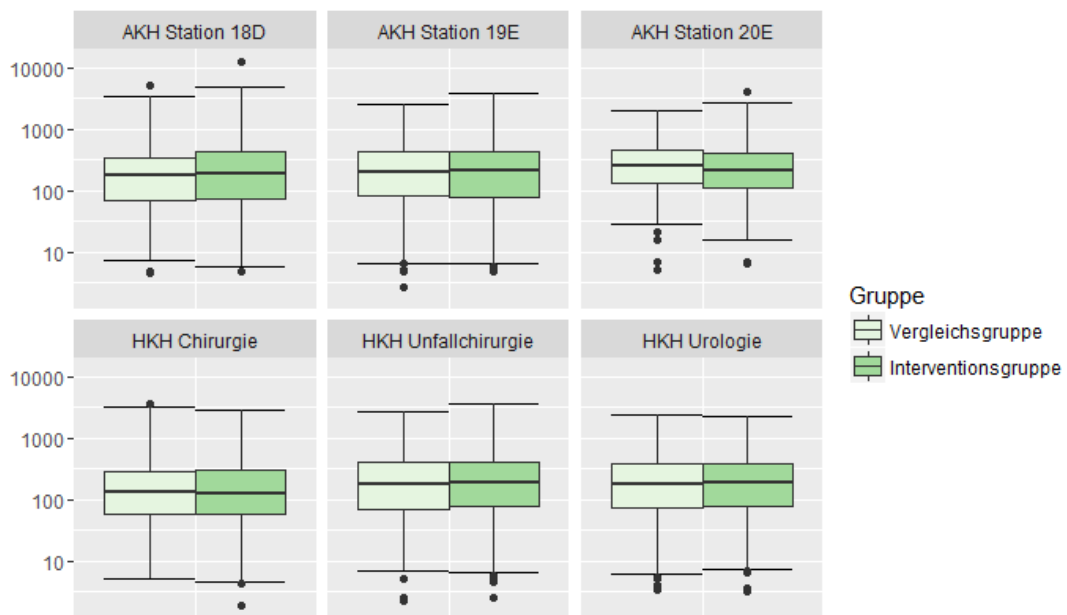 AKH Station 18D
AKH Station 19E
AKH Station 20E
10000
1000
100
10
HKH Chirurgie
HKH Unfallchirurgie
HKH Urologie
10000
1000
100
10
Gruppe
Vergleichsgruppe
Interventionsgruppe